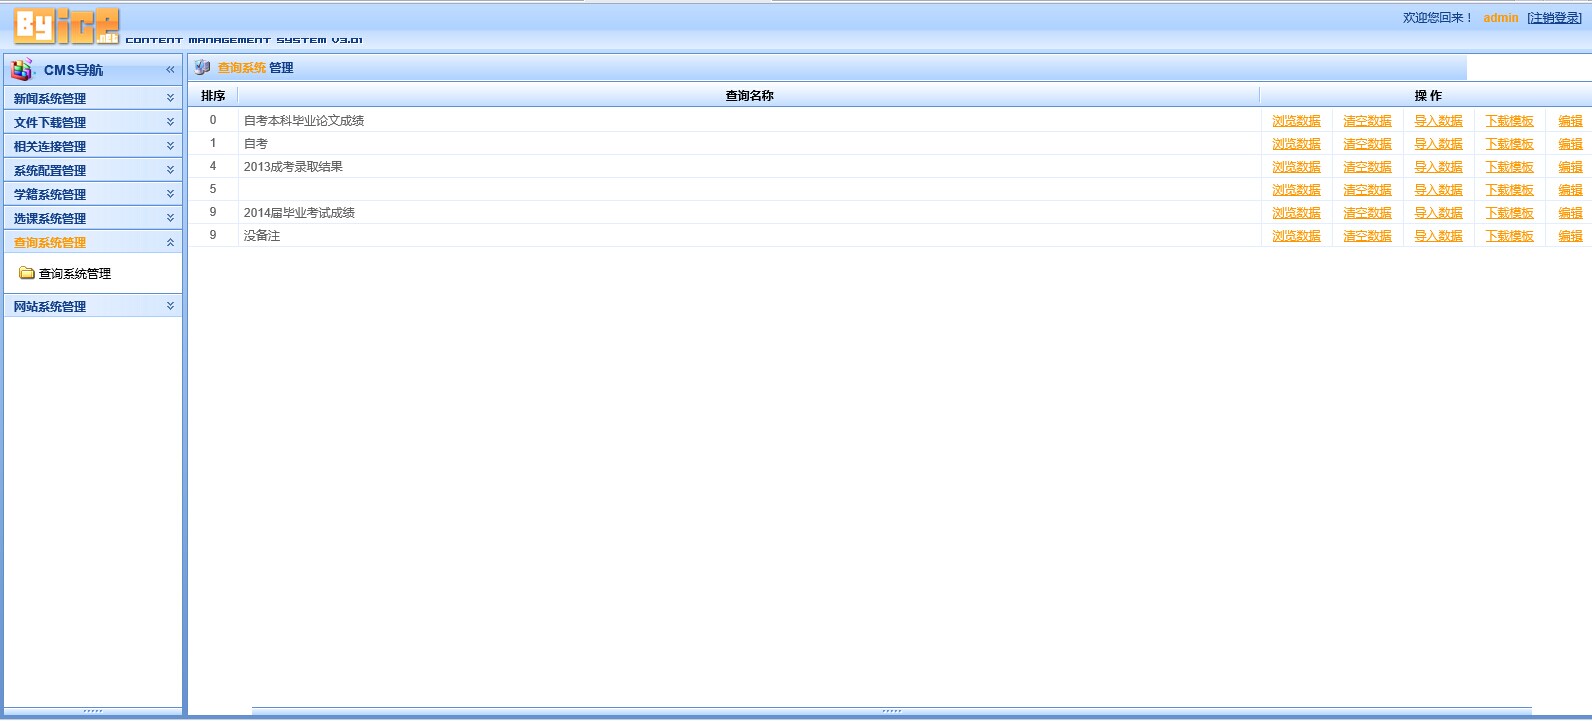 ByicE.net CONTENT MANAGEMENT SYSTEM V3.01
欢迎您回来！ admin [注销登录]
CMS导航 «
新闻系统管理
文件下载管理
相关连接管理
系统配置管理
学籍系统管理
选课系统管理
查询系统管理
查询系统管理
网站系统管理
查询系统 管理
排序 查询名称 操 作
0 自考本科毕业论文成绩 浏览数据 清空数据 导入数据 下载模板 编辑
1 自考 浏览数据 清空数据 导入数据 下载模板 编辑
4 2013成考录取结果 浏览数据 清空数据 导入数据 下载模板 编辑
5 浏览数据 清空数据 导入数据 下载模板 编辑
9 2014届毕业考试成绩 浏览数据 清空数据 导入数据 下载模板 编辑
9 没备注 浏览数据 清空数据 导入数据 下载模板 编辑